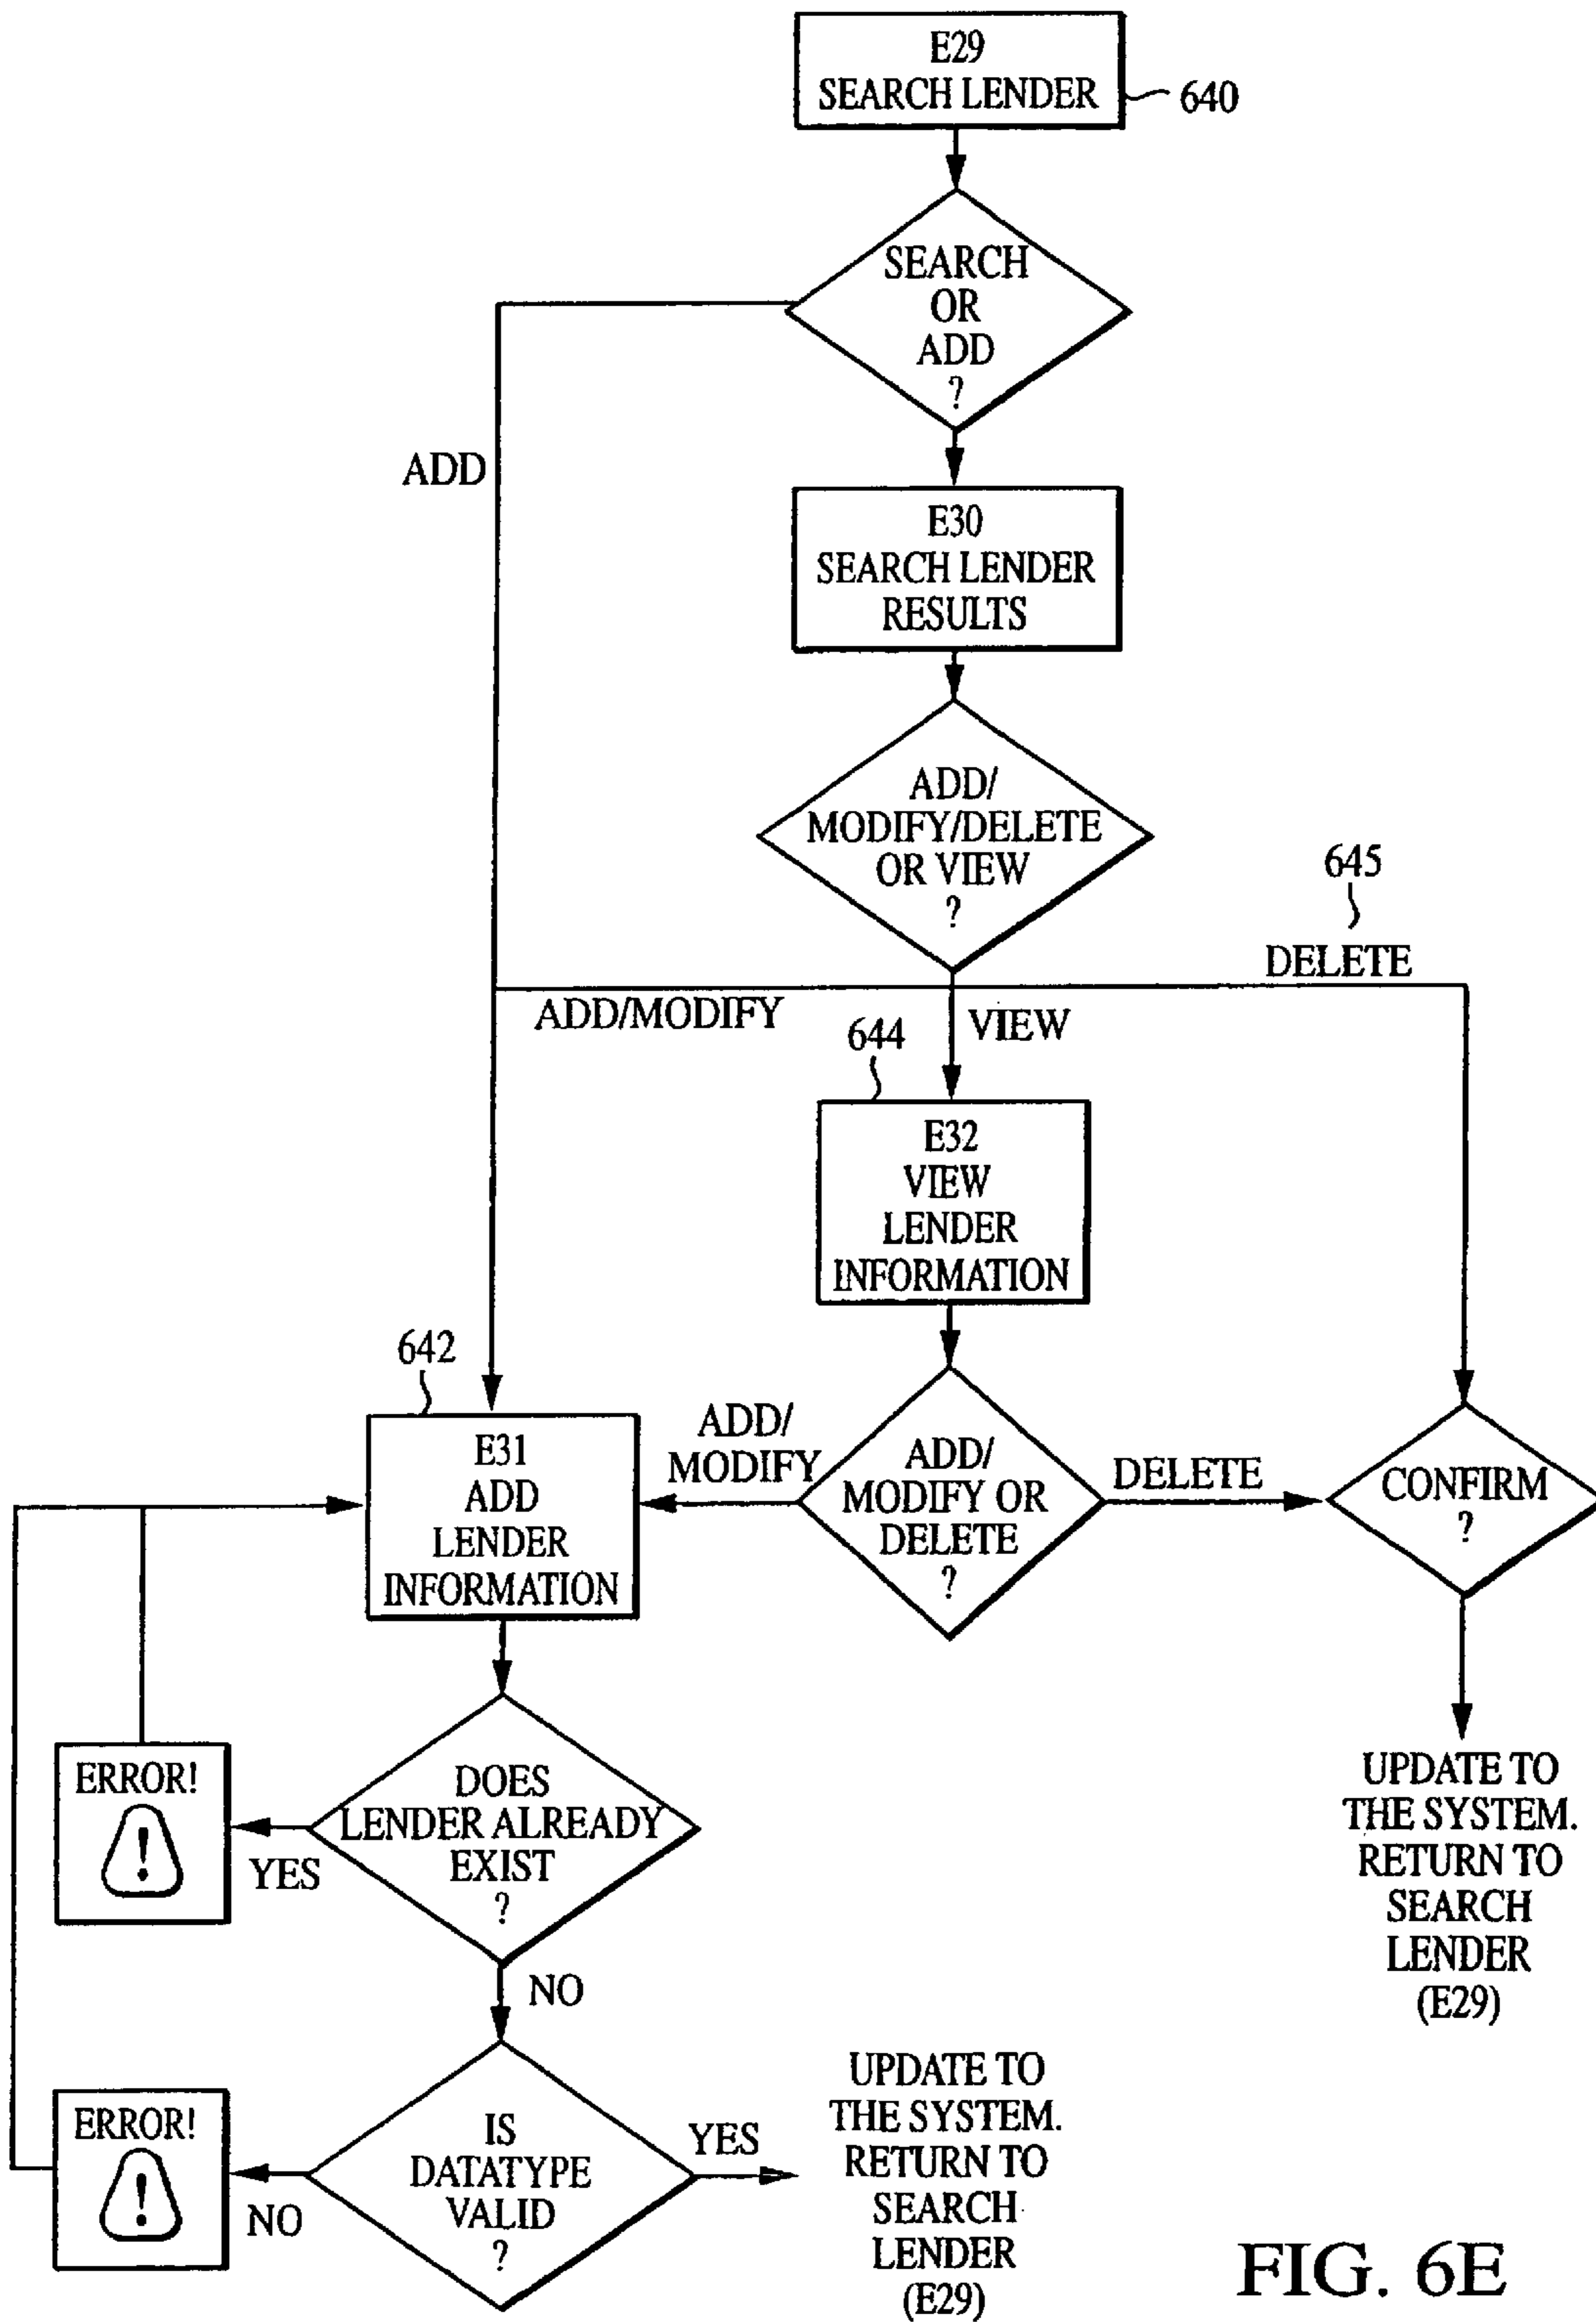 E29
SEARCH LENDER
640
SEARCH
OR
ADD
?
ADD
E30
SEARCH LENDER
RESULTS
ADD/
MODIFY/DELETE
OR VIEW
?
645
DELETE
ADD/MODIFY
VIEW
644
E32
VIEW
LENDER
INFORMATION
642
E31
ADD
LENDER
INFORMATION
ADD/
MODIFY
ADD/
MODIFY OR
DELETE
?
DELETE
CONFIRM
?
ERROR!
!
YES
DOES
LENDER ALREADY
EXIST
?
UPDATE TO
THE SYSTEM.
RETURN TO
SEARCH
LENDER
(E29)
NO
ERROR!
!
NO
IS
DATATYPE
VALID
?
YES
UPDATE TO
THE SYSTEM.
RETURN TO
SEARCH
LENDER
(E29)
FIG. 6E